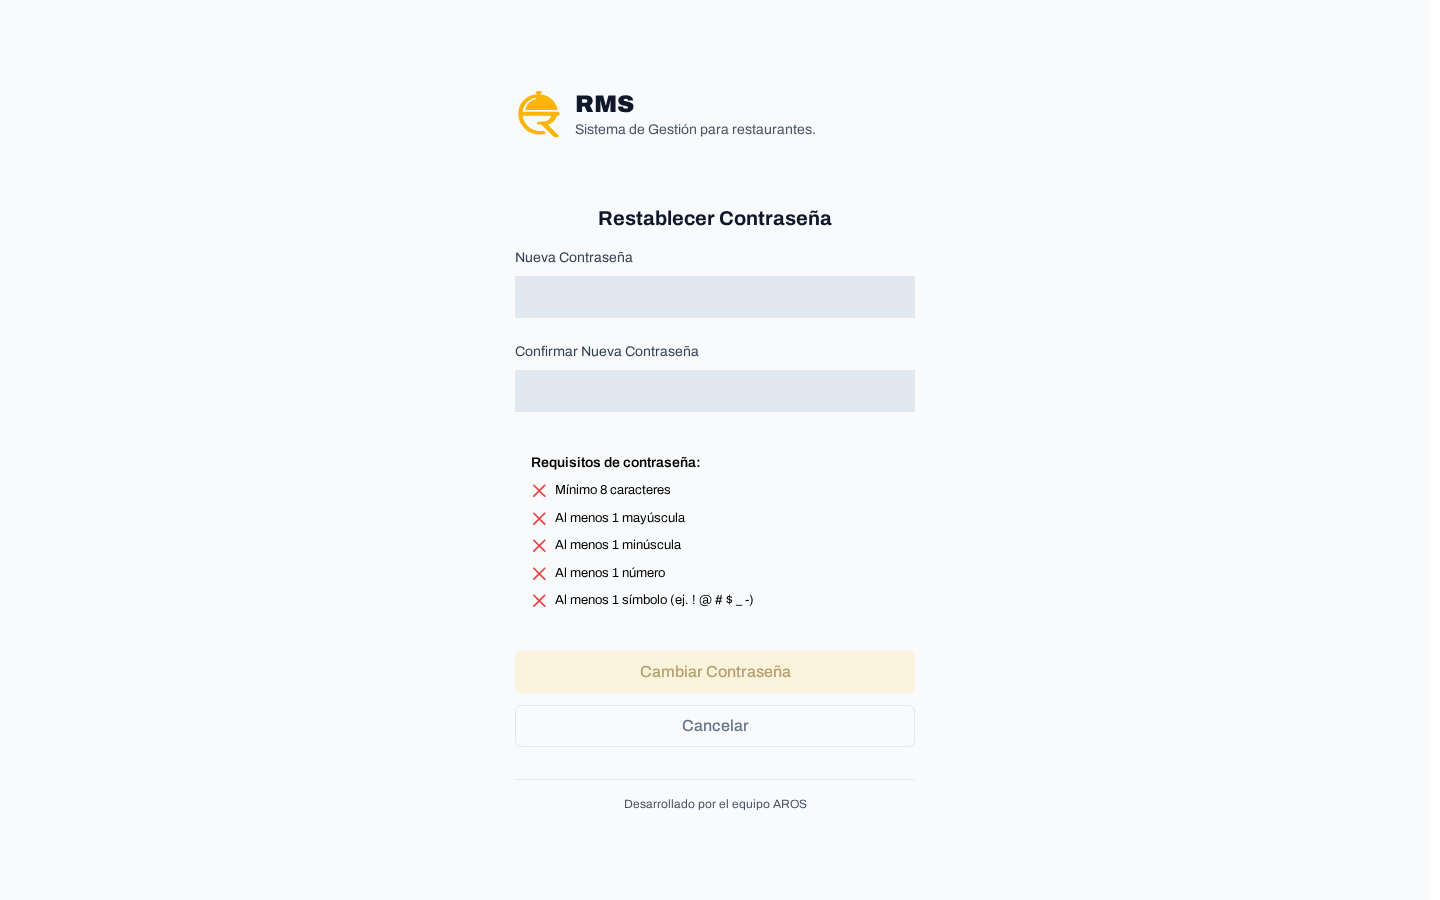 RMS
Sistema de Gestión para restaurantes.
Restablecer Contraseña
Nueva Contraseña
Confirmar Nueva Contraseña
Requisitos de contraseña:
Mínimo 8 caracteres
Al menos 1 mayúscula
Al menos 1 minúscula
Al menos 1 número
Al menos 1 símbolo (ej. ! @ # $ _ -)
Cambiar Contraseña
Cancelar
Desarrollado por el equipo AROS